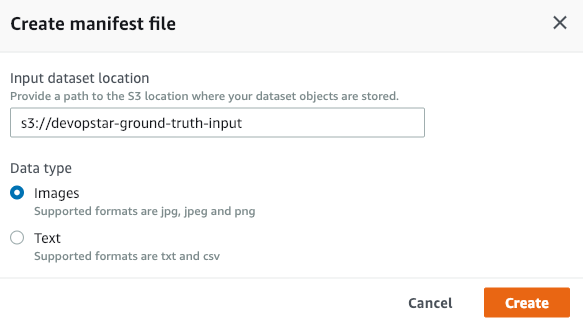 Create manifest file
Input dataset location
Provide a path to the S3 location where your dataset objects are stored.
s3://devopstar-ground-truth-input
Data type
Images
Supported formats are jpg, jpeg and png
Text
Supported formats are txt and csv
Cancel
Create